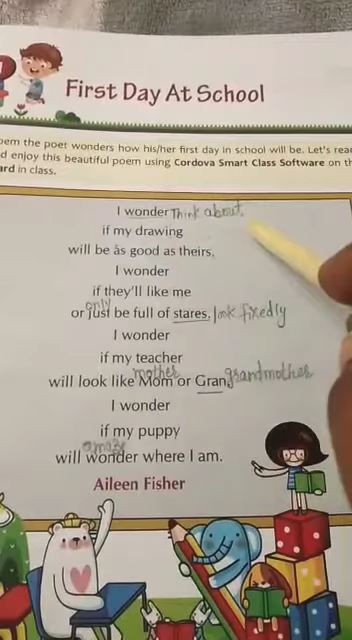 First Day At School
oem the poet wonders how his/her first day in school will be. Let's rea
d enjoy this beautiful poem using Cordova Smart Class Software on th
ard in class.
I wonder Think about
if my drawing
will be as good as theirs.
I wonder
if they'll like me
only
or just be full of stares. look fixedly
I wonder
if my teacher
mother
will look like Mom or Gran. grandmother
I wonder
if my puppy
amaze
will wonder where I am.
Aileen Fisher